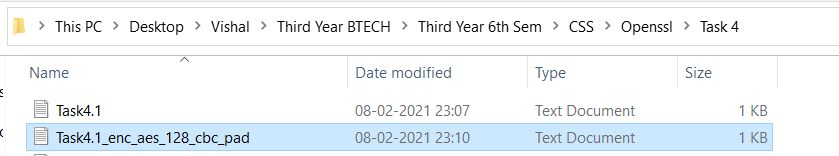 This PC > Desktop > Vishal > Third Year BTECH > Third Year 6th Sem > CSS > Openssl > Task 4
Name Date modified Type Size
Task4.1 08-02-2021 23:07 Text Document 1 KB
Task4.1_enc_aes_128_cbc_pad 08-02-2021 23:10 Text Document 1 KB